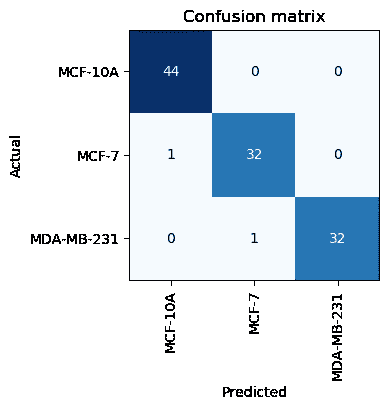 Confusion matrix
Actual
MCF-10A 44 0 0
MCF-7 1 32 0
MDA-MB-231 0 1 32
MCF-10A MCF-7 MDA-MB-231
Predicted